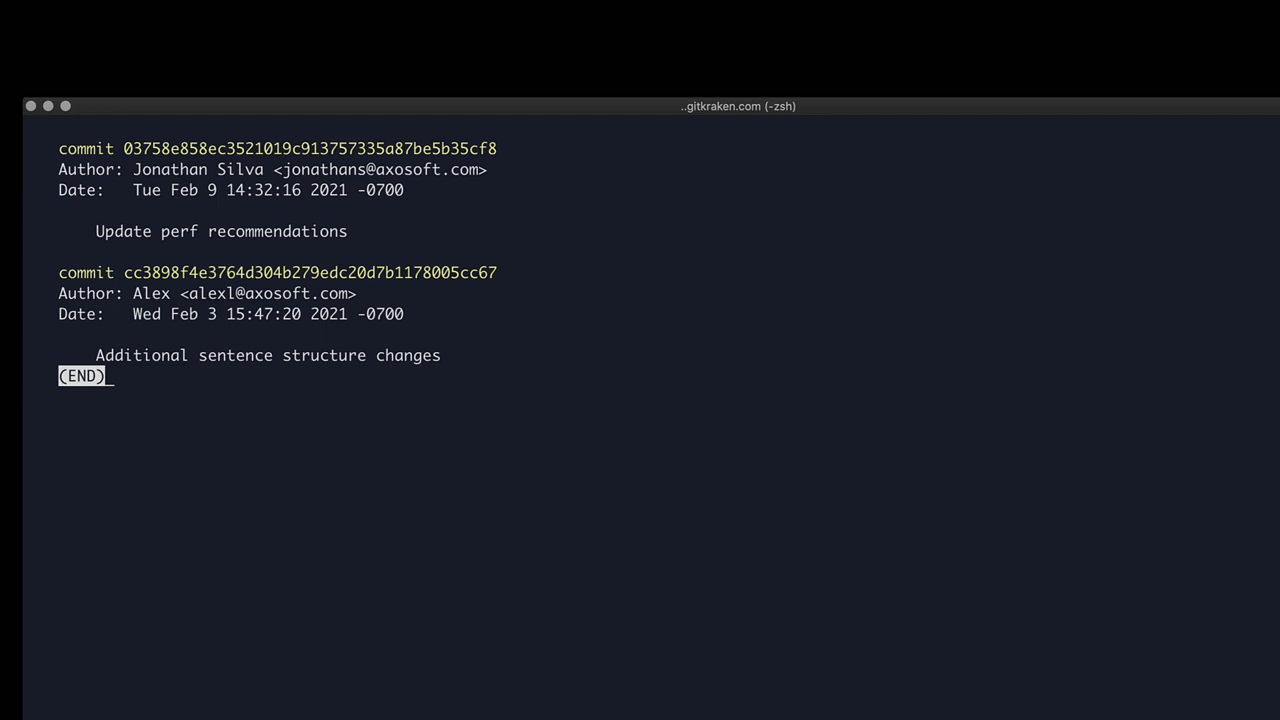 ..gitkraken.com (-zsh)
commit 03758e858ec3521019c913757335a87be5b35cf8
Author: Jonathan Silva <jonathans@axosoft.com>
Date:   Tue Feb 9 14:32:16 2021 -0700
Update perf recommendations
commit cc3898f4e3764d304b279edc20d7b1178005cc67
Author: Alex <alexl@axosoft.com>
Date:   Wed Feb 3 15:47:20 2021 -0700
Additional sentence structure changes
(END)_